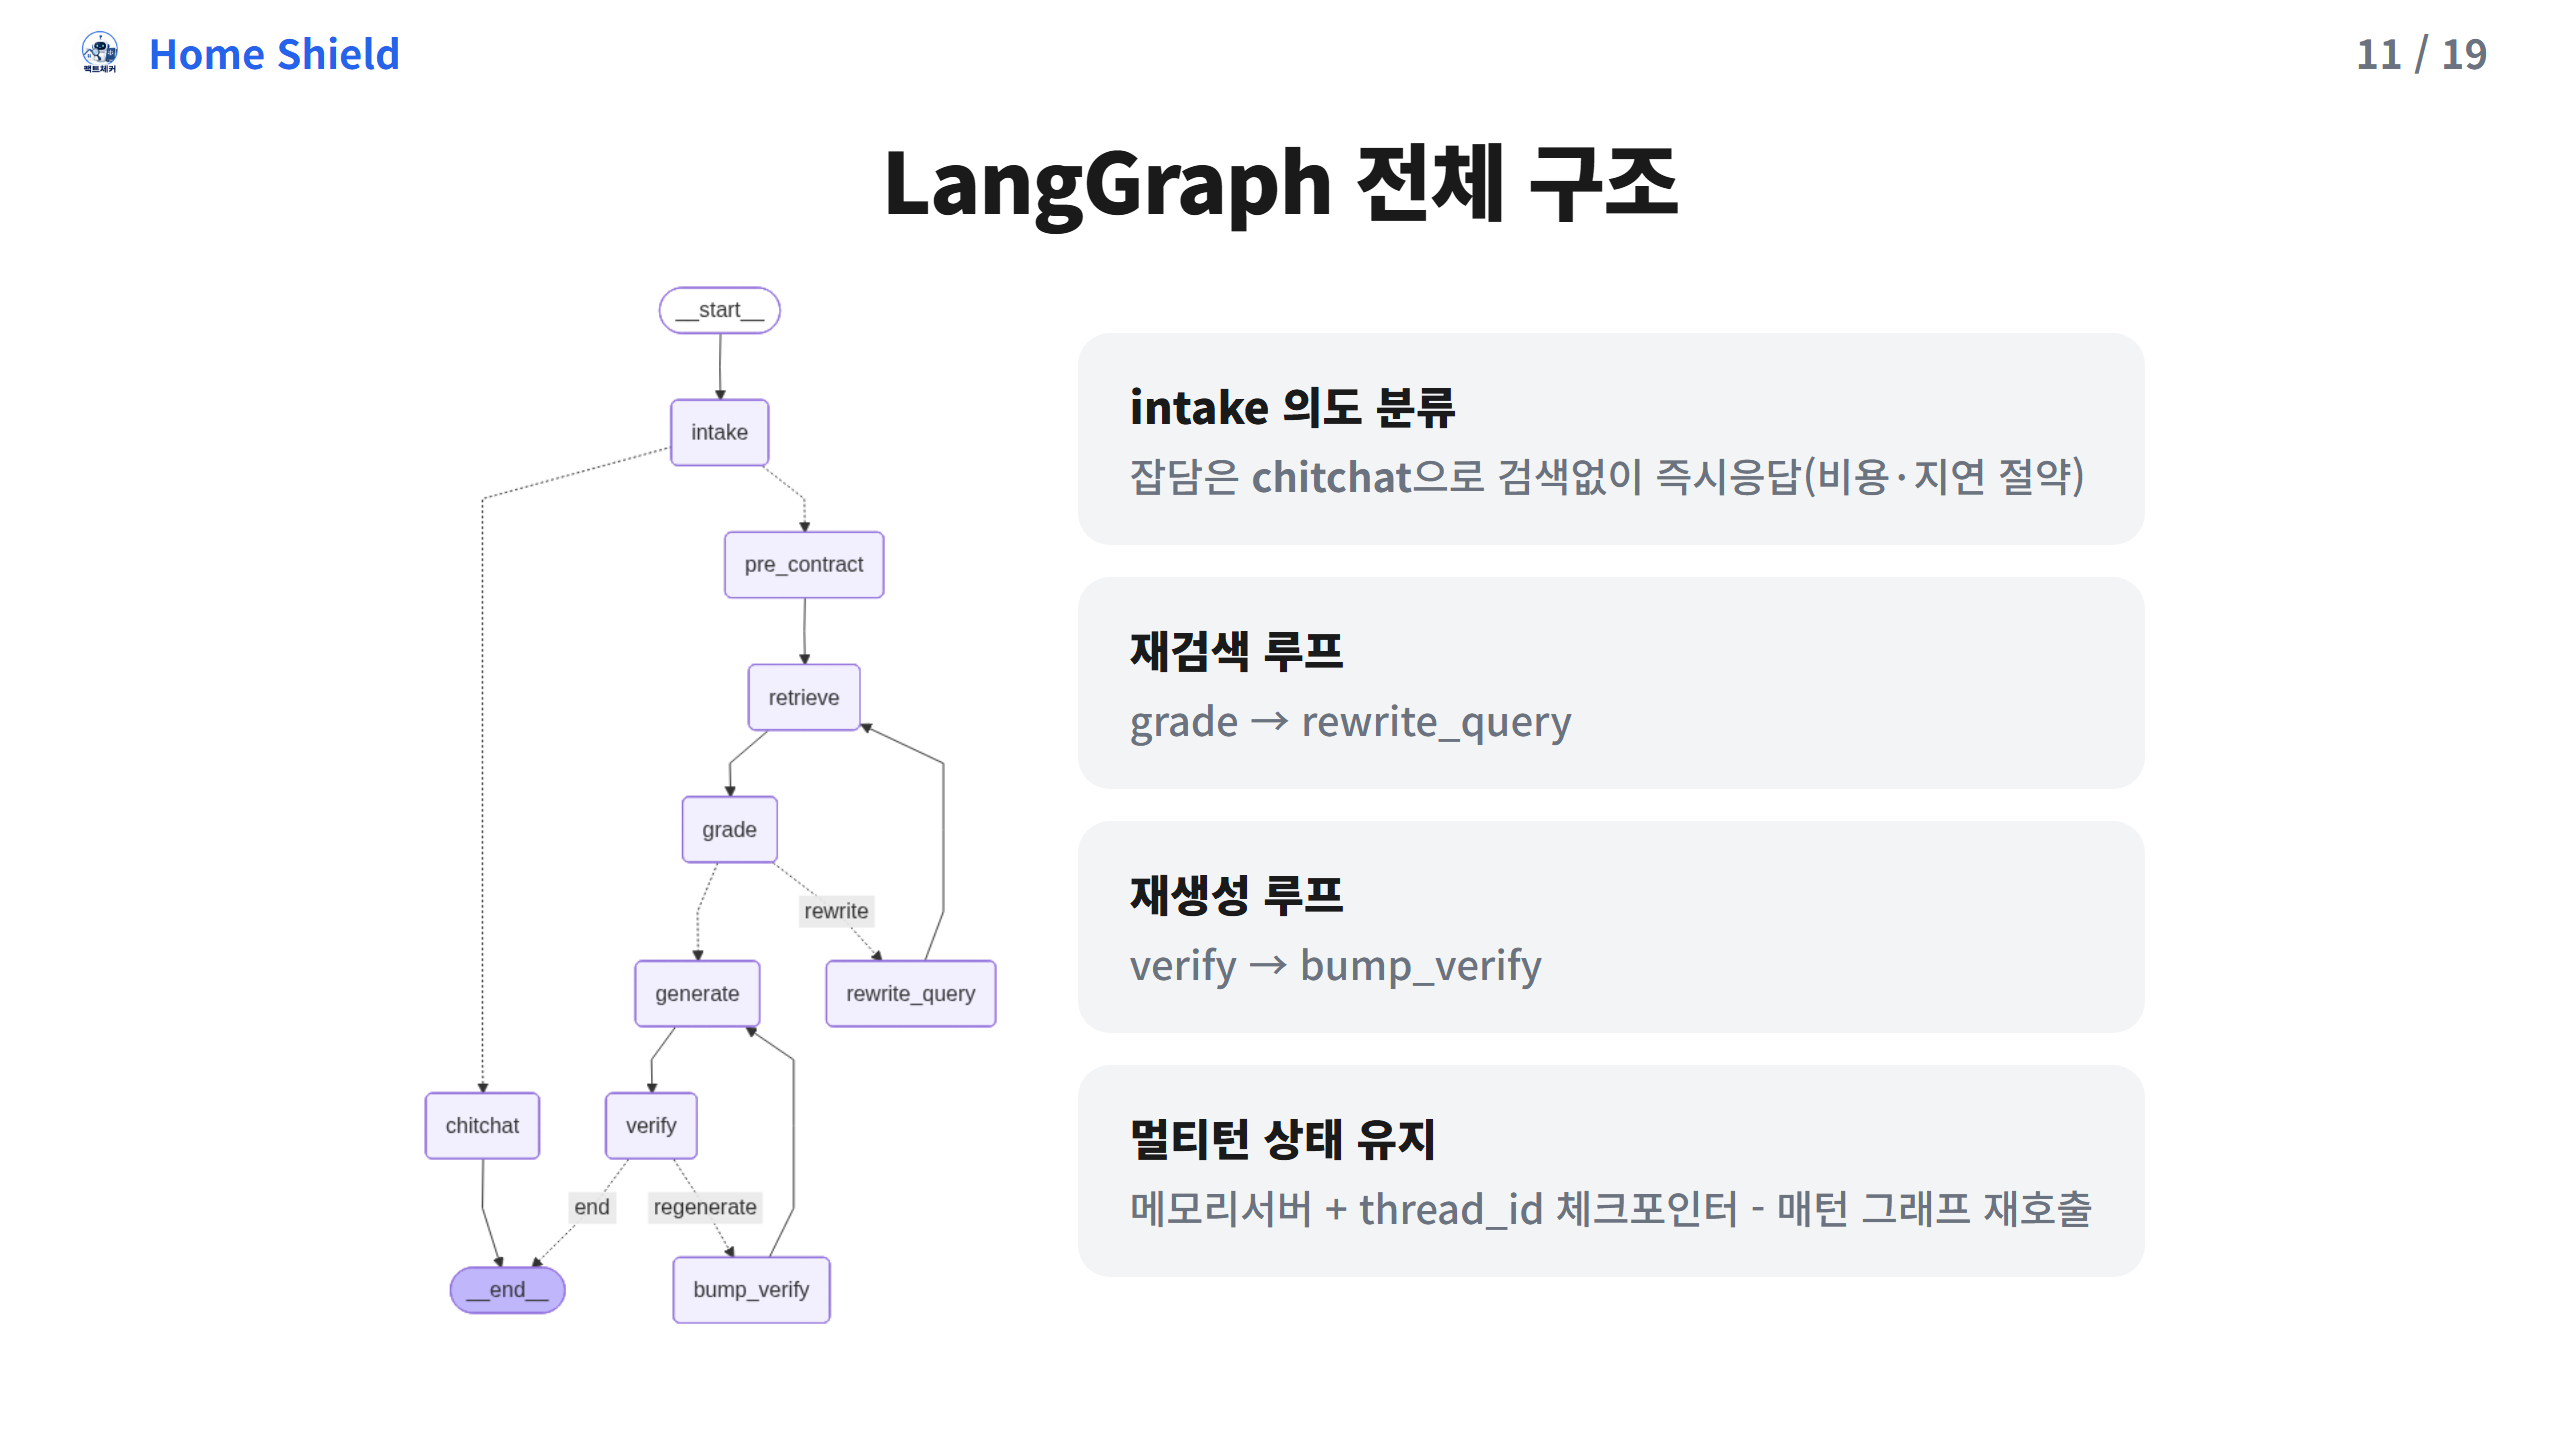 팩트체커
Home Shield
11 / 19
LangGraph 전체 구조
__start__
intake
pre_contract
retrieve
grade
rewrite
generate
rewrite_query
chitchat
verify
end
regenerate
__end__
bump_verify
intake 의도 분류
잡담은 chitchat으로 검색없이 즉시응답(비용·지연 절약)
재검색 루프
grade → rewrite_query
재생성 루프
verify → bump_verify
멀티턴 상태 유지
메모리서버 + thread_id 체크포인터 - 매턴 그래프 재호출